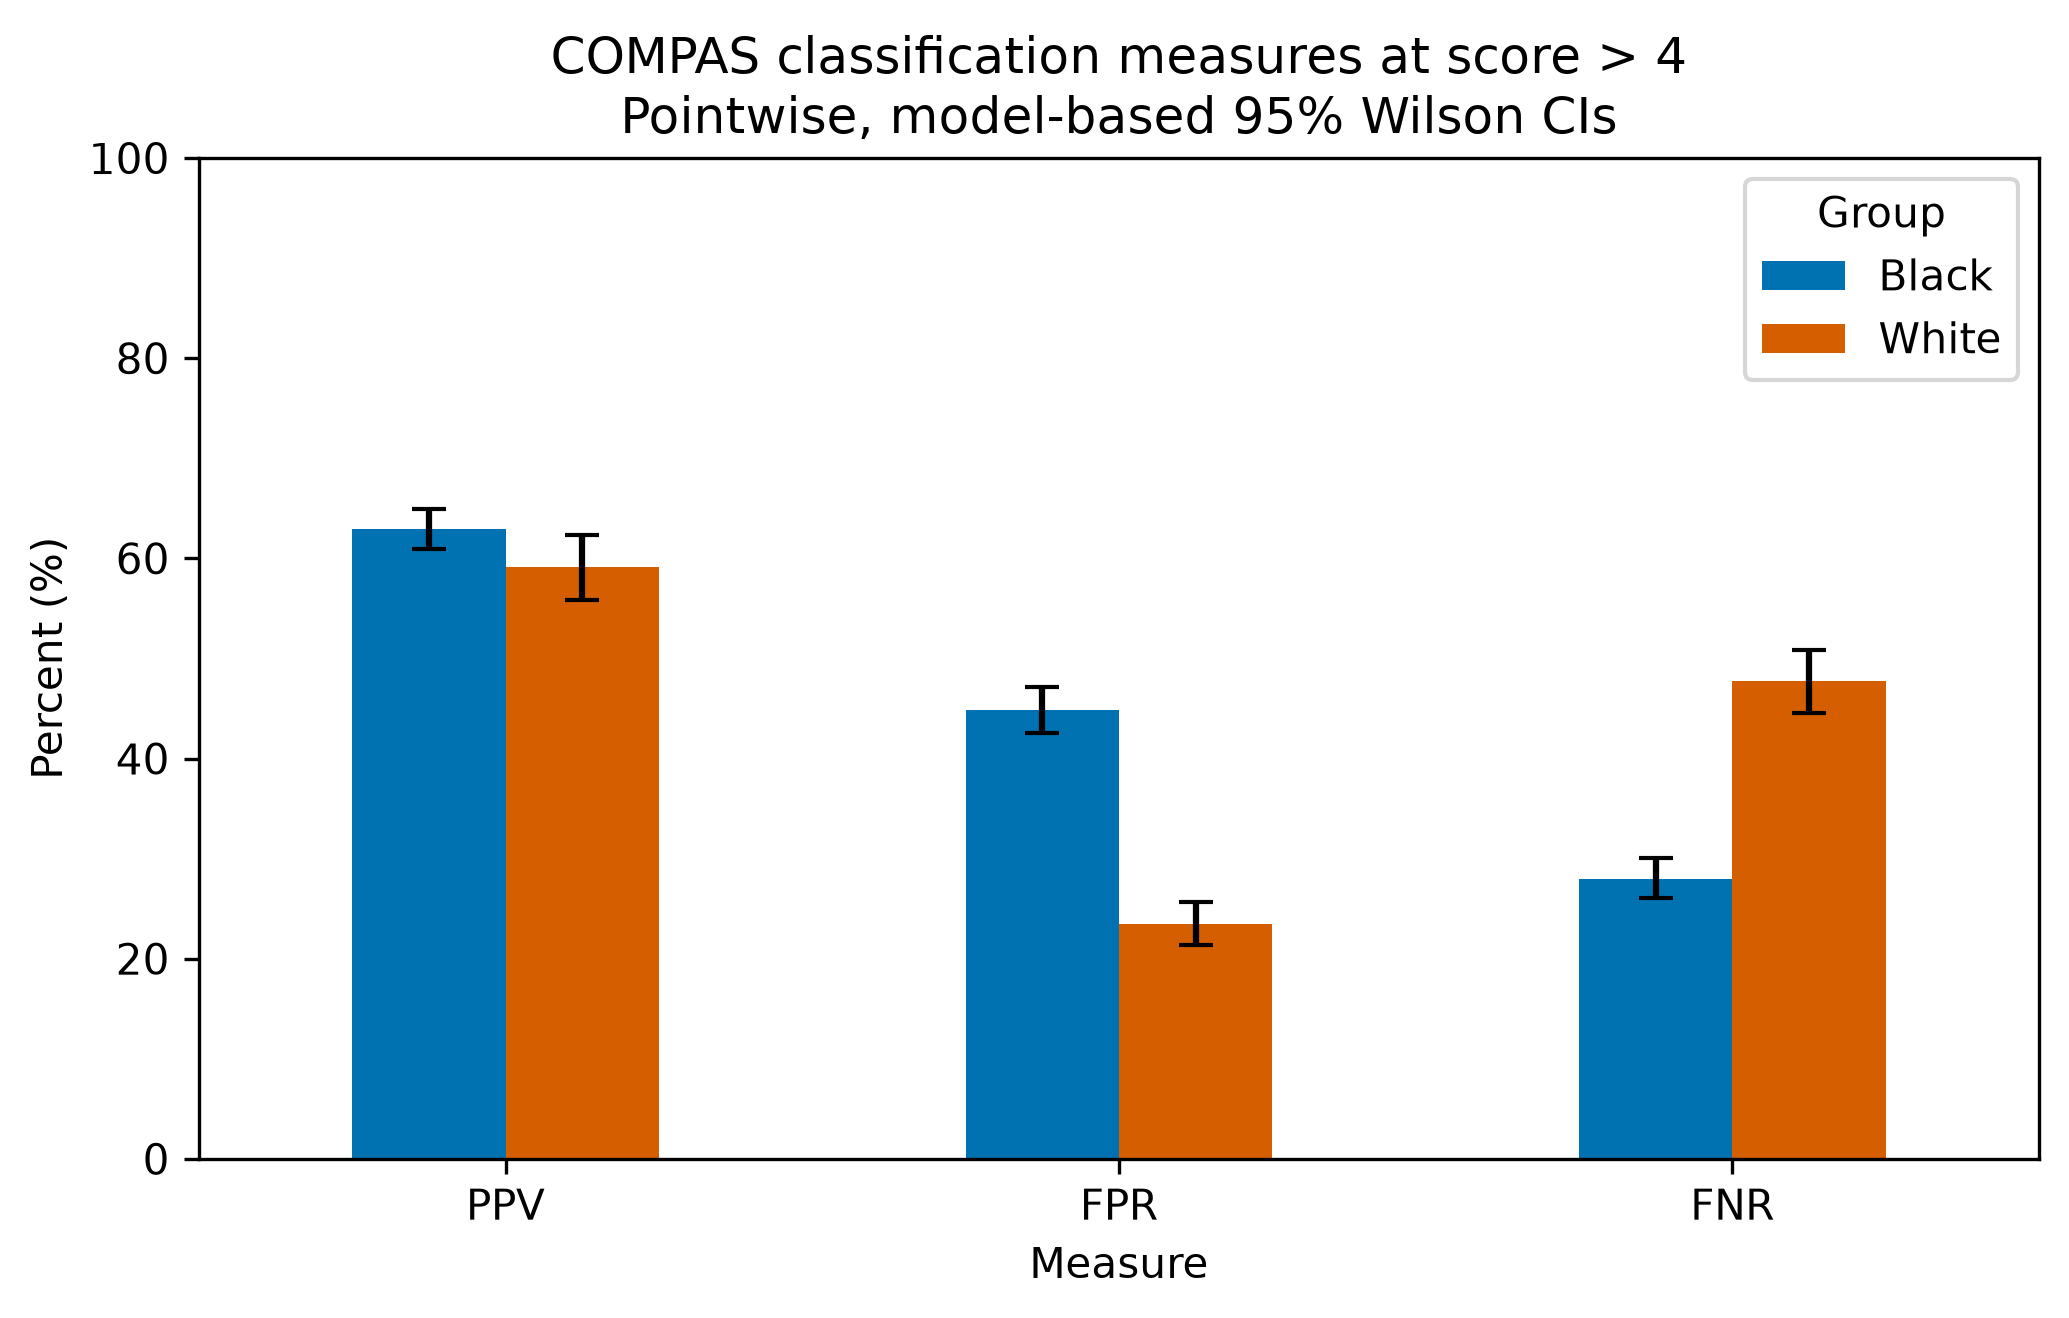 COMPAS classification measures at score > 4
Pointwise, model-based 95% Wilson CIs
100
80
60
40
20
0
Percent (%)
Group
Black
White
PPV
FPR
FNR
Measure